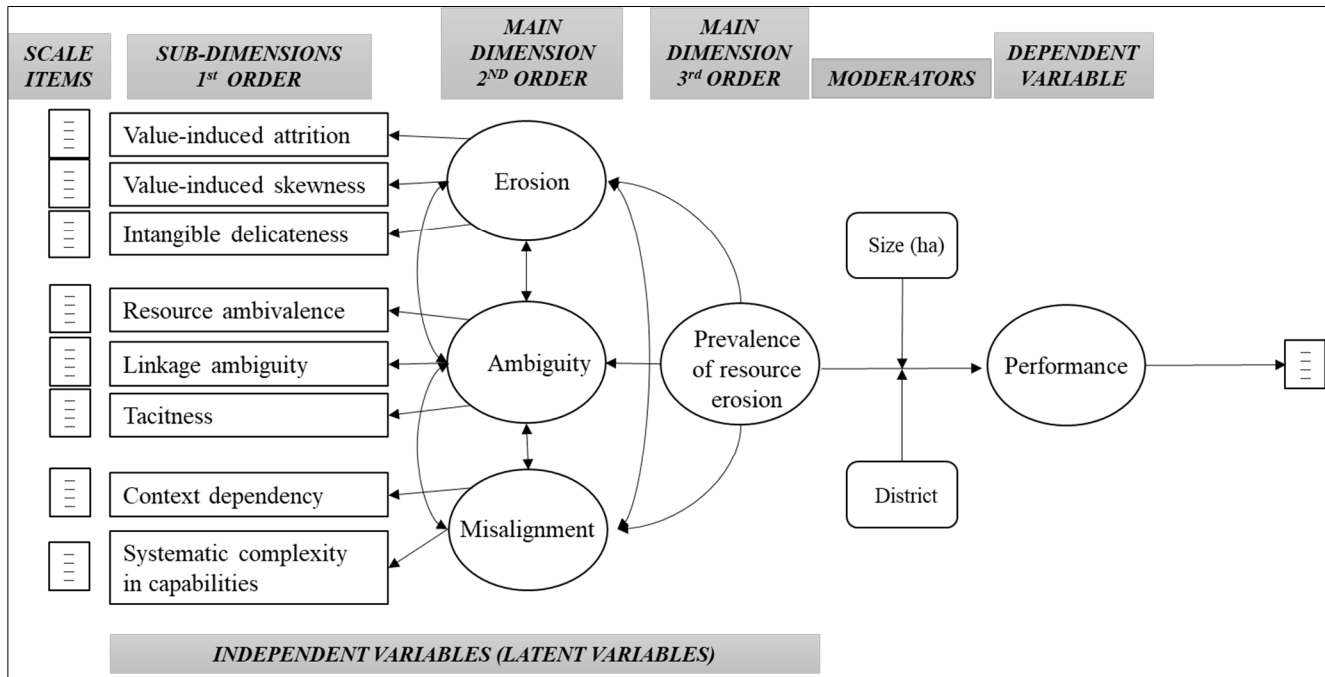 SCALE
ITEMS
SUB-DIMENSIONS
1st ORDER
MAIN
DIMENSION
2ND ORDER
MAIN
DIMENSION
3rd ORDER
MODERATORS
DEPENDENT
VARIABLE
Value-induced attrition
Value-induced skewness
Intangible delicateness
Resource ambivalence
Linkage ambiguity
Tacitness
Context dependency
Systematic complexity
in capabilities
Erosion
Ambiguity
Misalignment
Prevalence
of resource
erosion
Size (ha)
District
Performance
INDEPENDENT VARIABLES (LATENT VARIABLES)